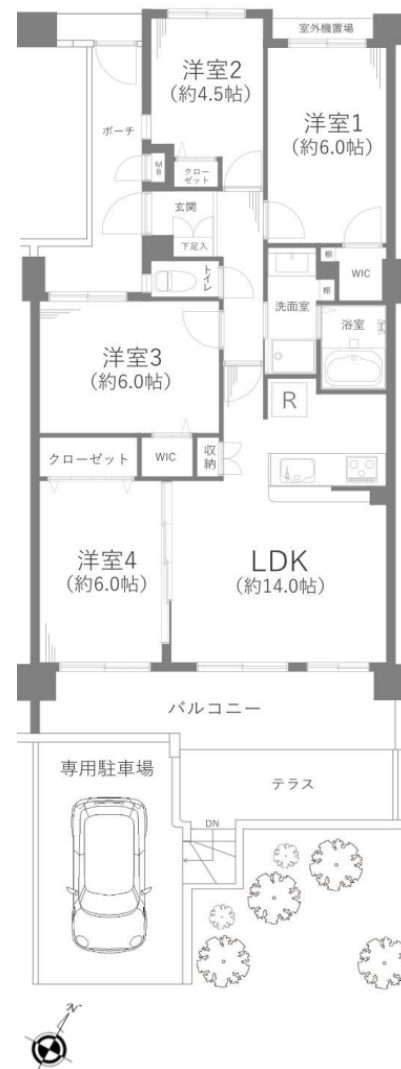 室外機置場
洋室2
(約4.5帖)
洋室1
(約6.0帖)
ポーチ
MB
クロー
ゼット
玄関
下足入
トイレ
棚
棚
WIC
洗面室
浴室
洋室3
(約6.0帖)
R
クローゼット
WIC
収納
洋室4
(約6.0帖)
LDK
(約14.0帖)
バルコニー
専用駐車場
テラス
DN
N